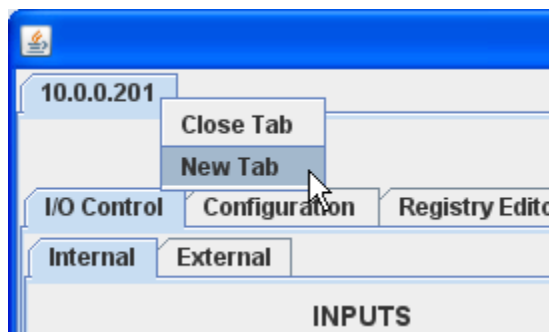 10.0.0.201
Close Tab
New Tab
I/O Control Configuration Registry Edito
Internal External
INPUTS